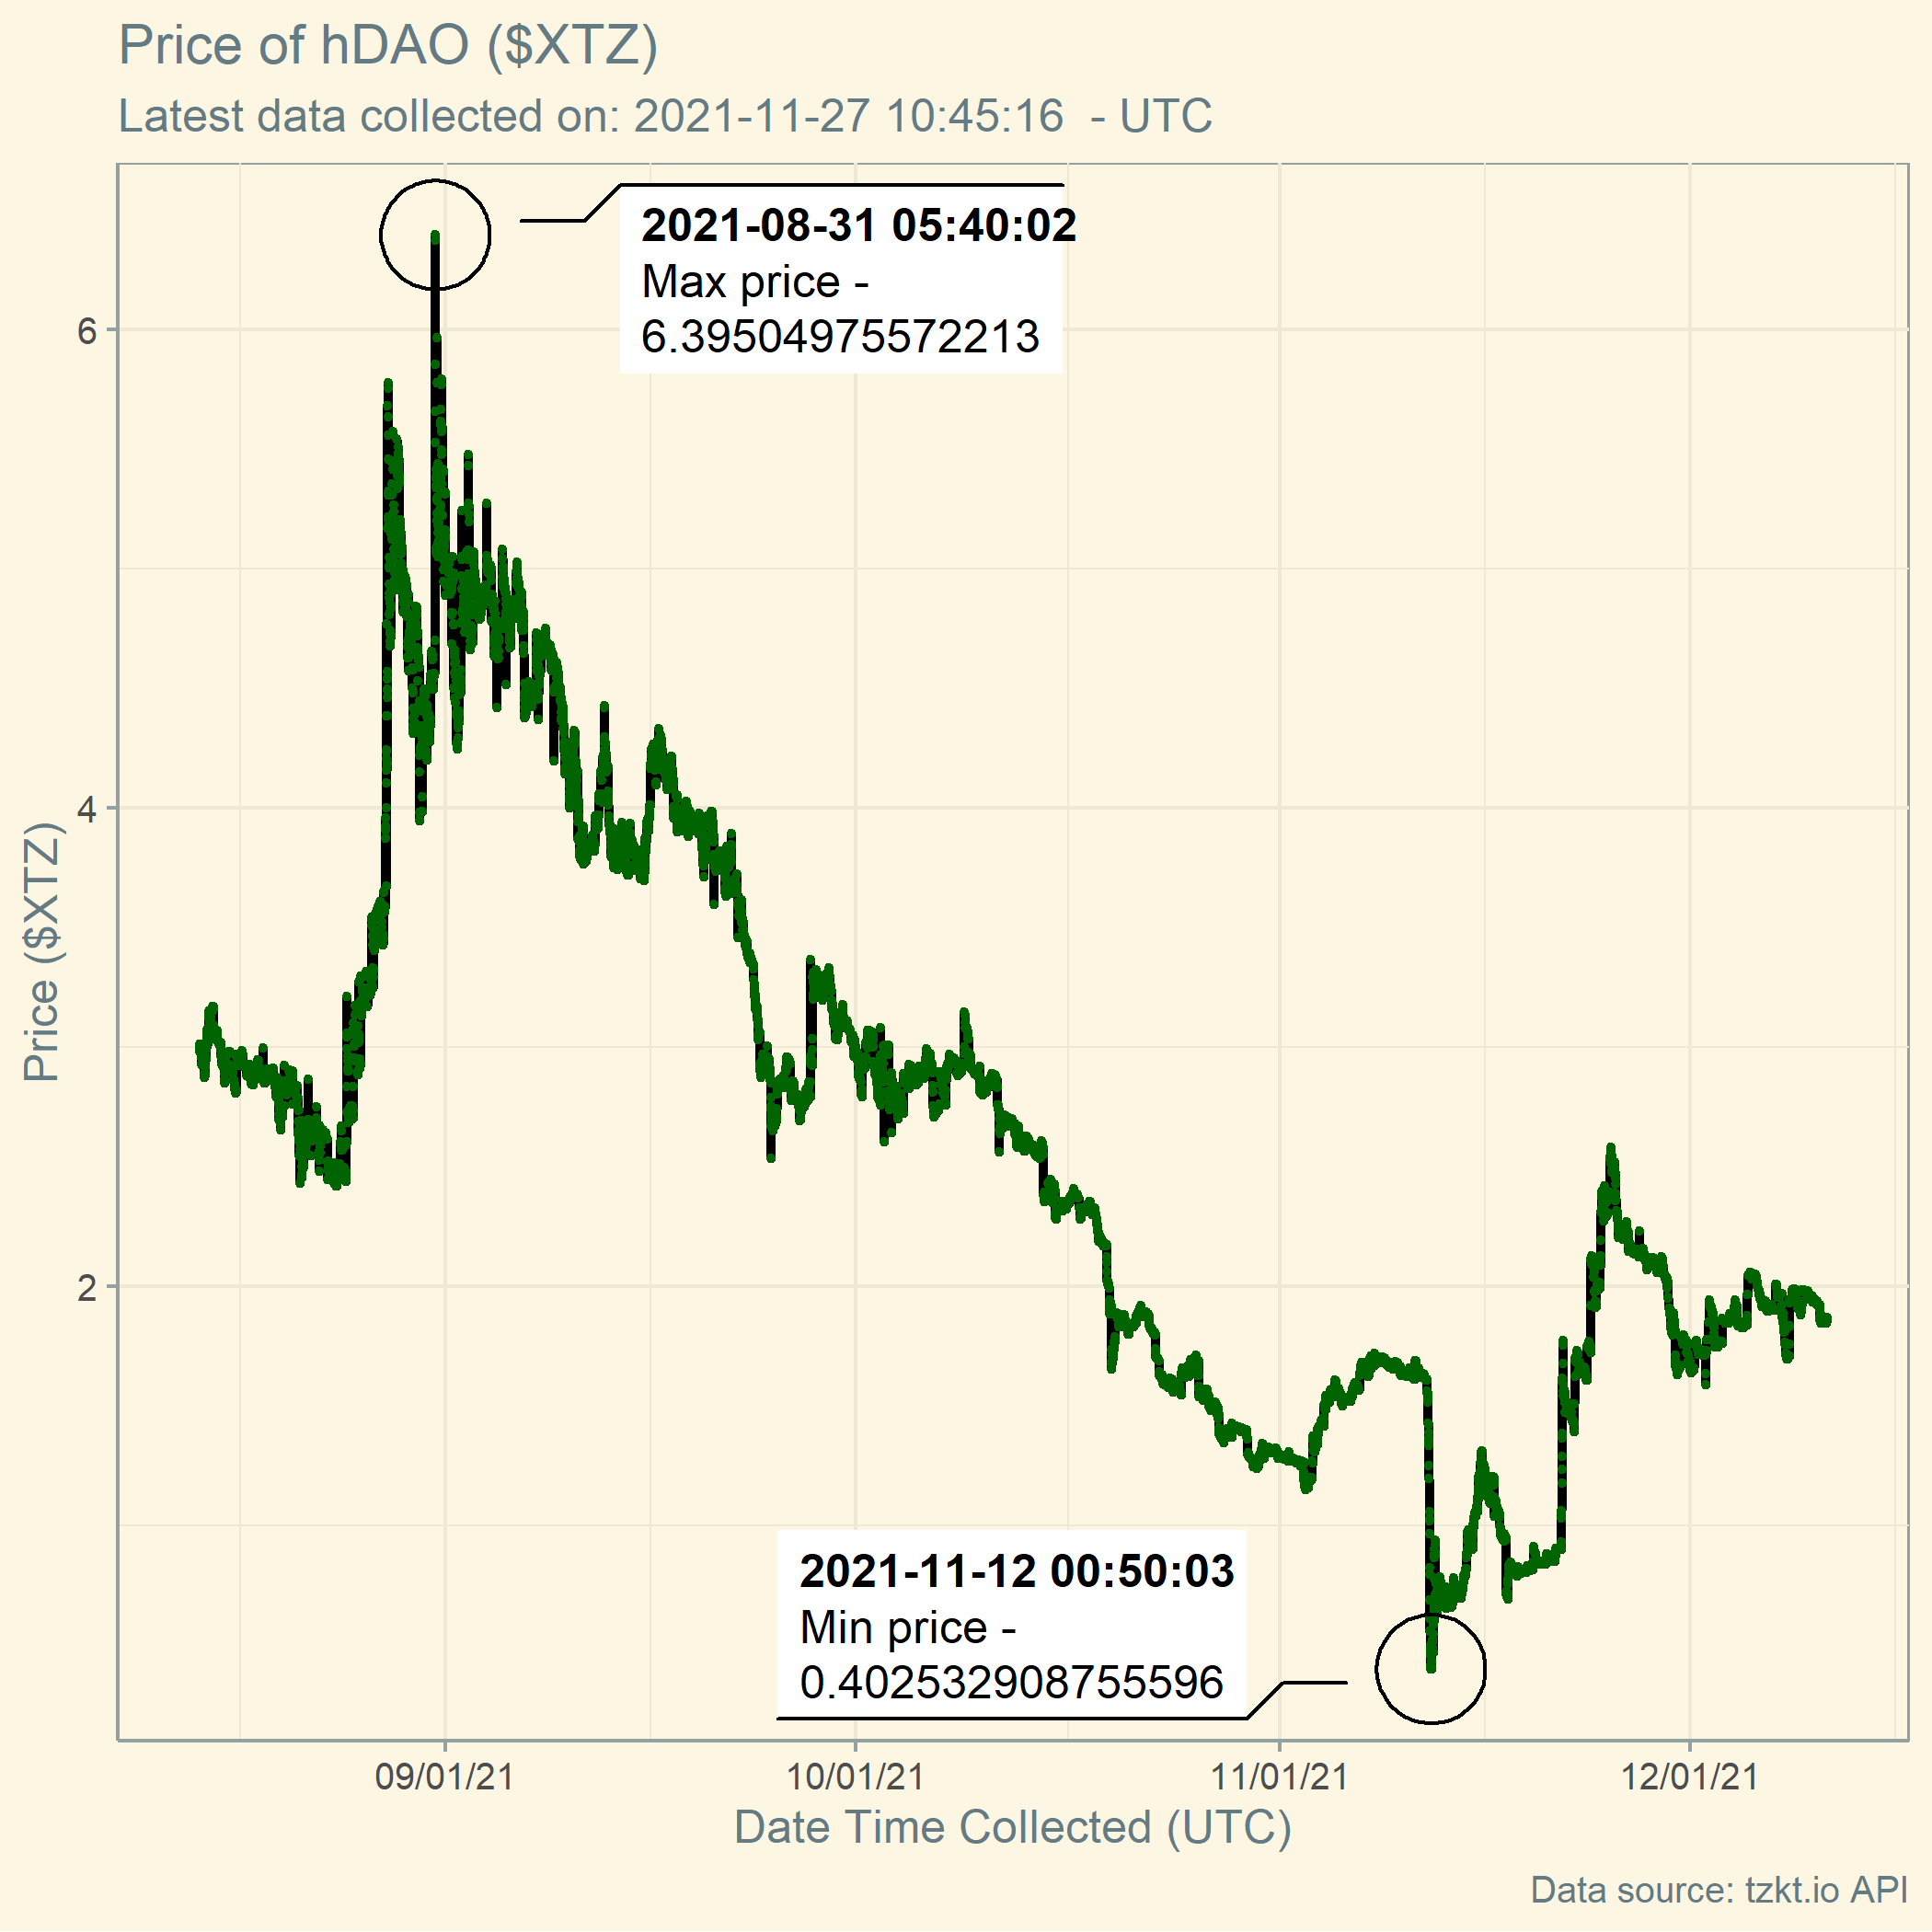 Price of hDAO ($XTZ)
Latest data collected on: 2021-11-27 10:45:16  - UTC
2021-08-31 05:40:02
Max price -
6.39504975572213
6
4
2
Price ($XTZ)
2021-11-12 00:50:03
Min price -
0.402532908755596
09/01/21
10/01/21
11/01/21
12/01/21
Date Time Collected (UTC)
Data source: tzkt.io API